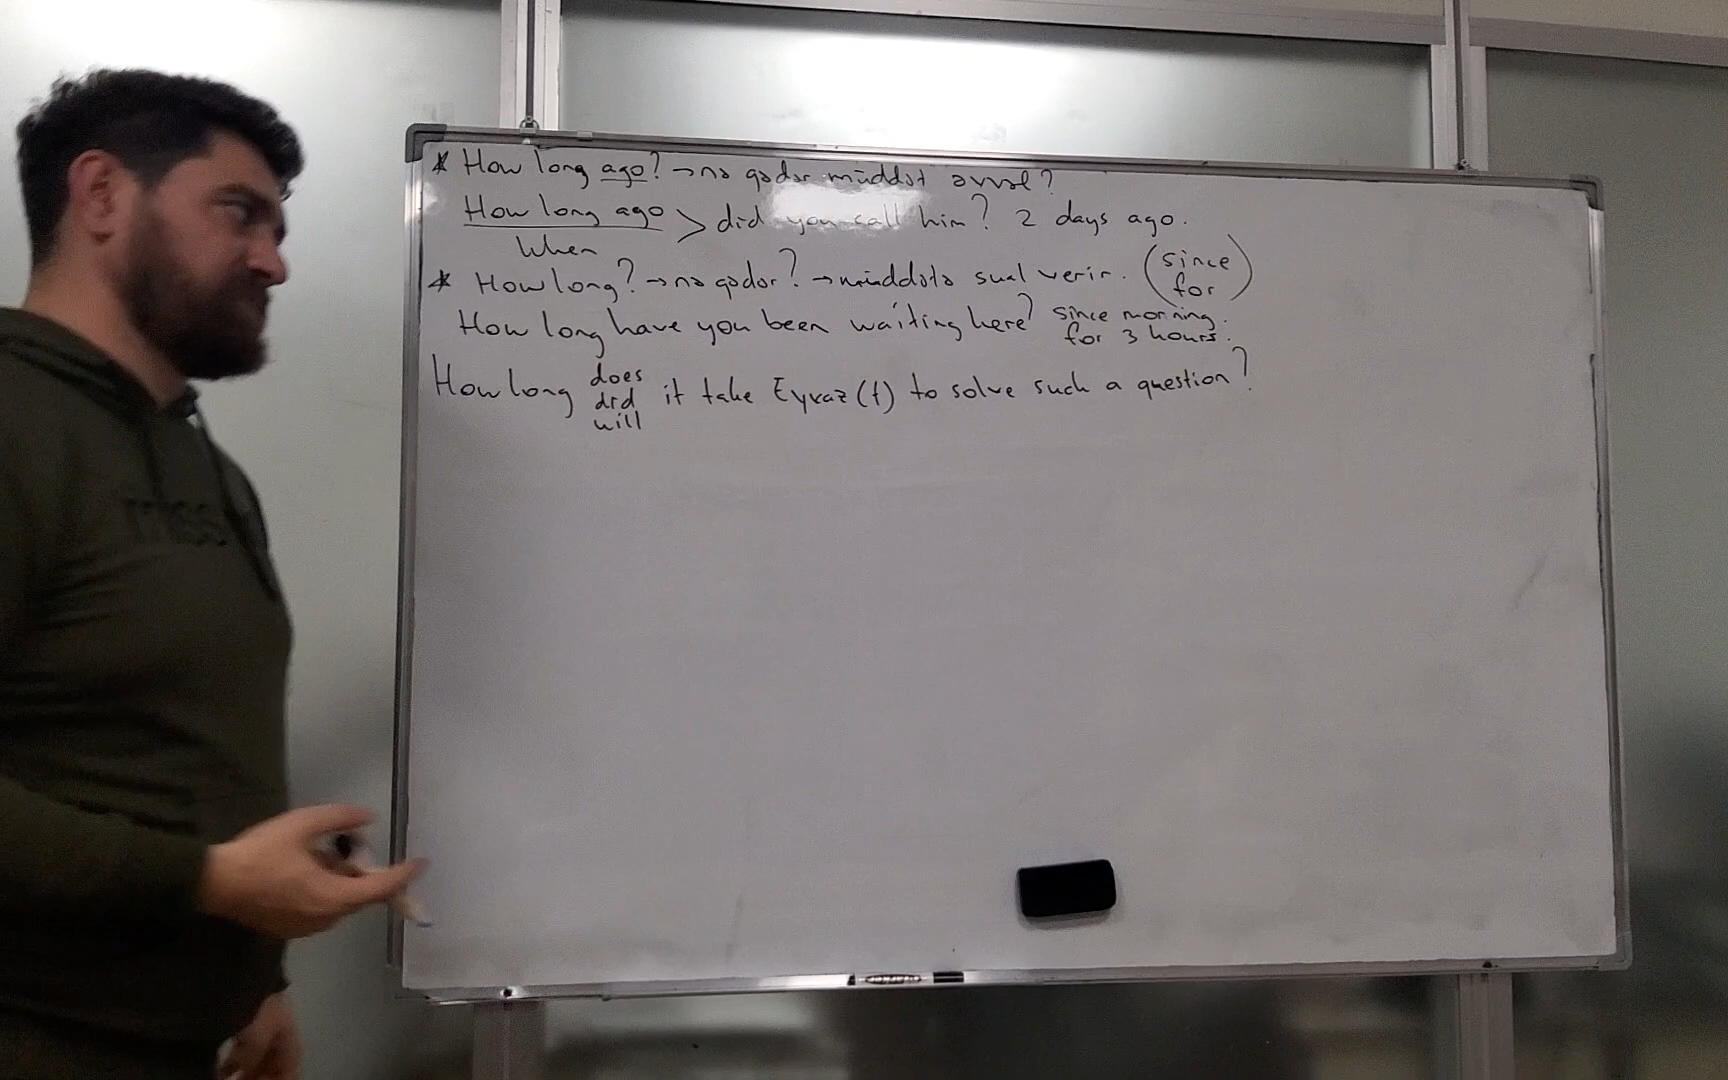 * How long ago? → nə qədər müddət əvvəl?
How long ago
When > did you call him? 2 days ago.
* How long? → nə qədər? → müddətə sual verir. (since
for)
How long have you been waiting here? since morning.
for 3 hours.
How long does it take Eyvaz (t) to solve such a question?
did
will